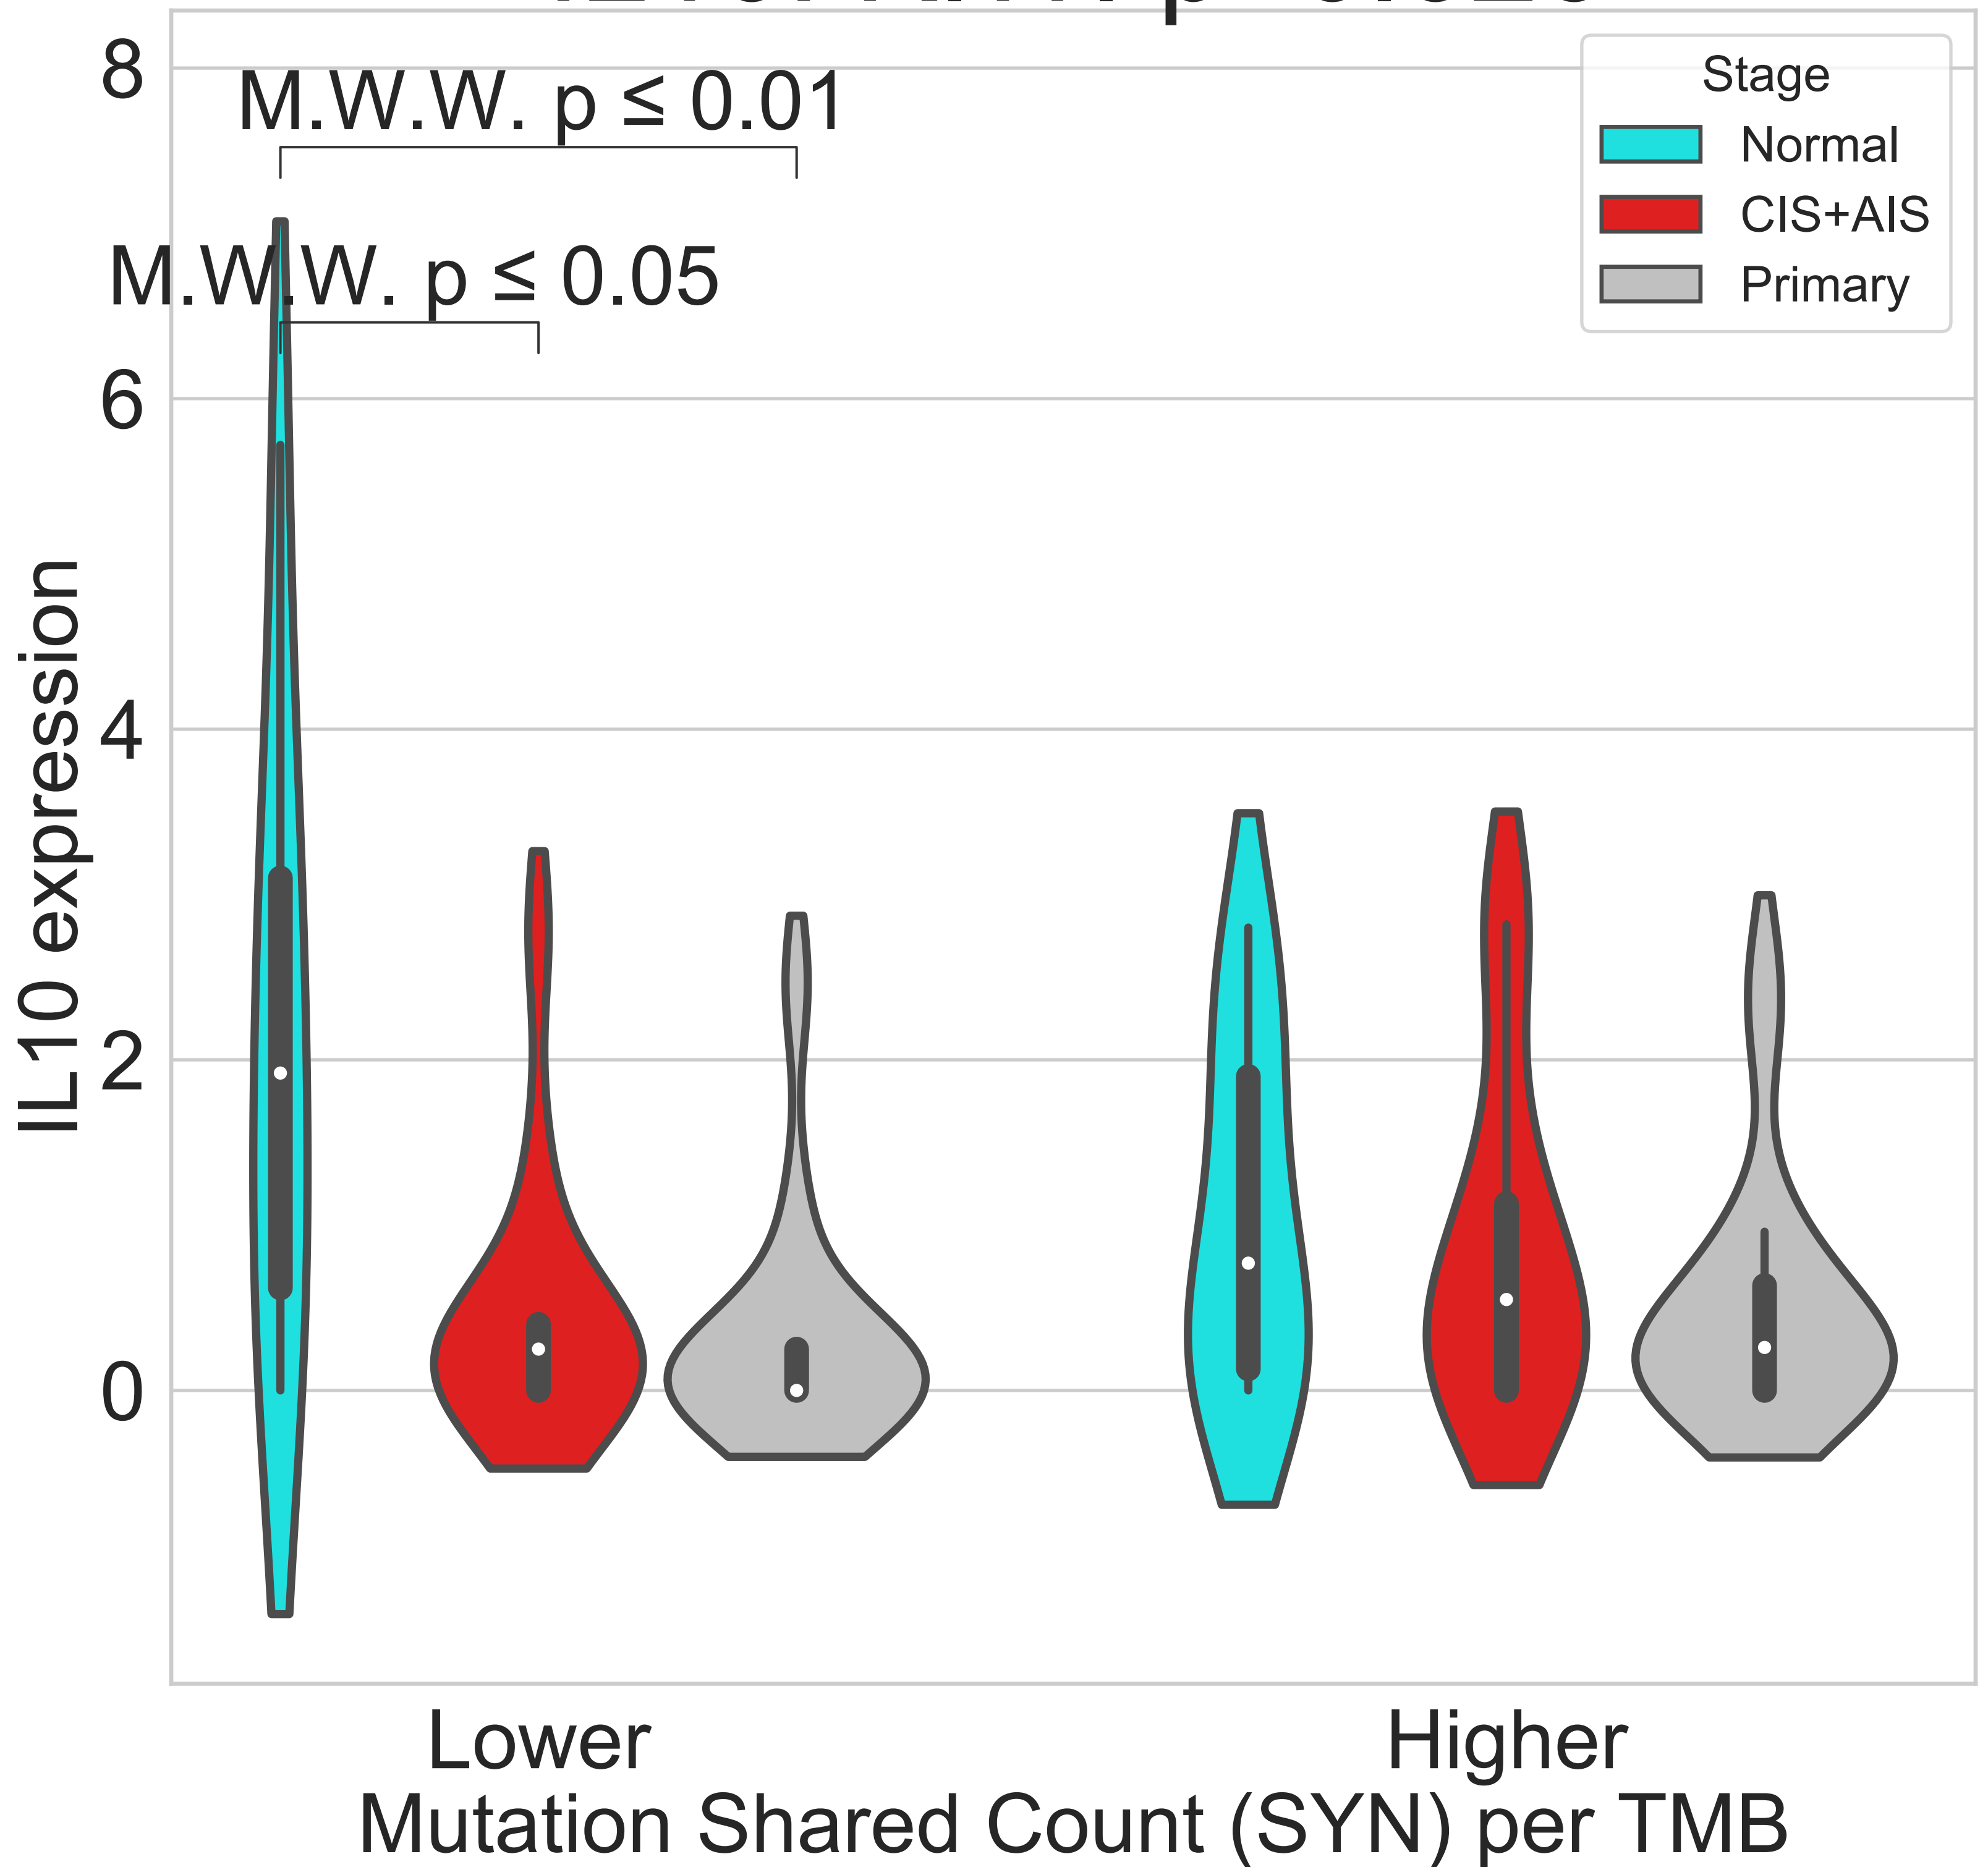 8
M.W.W. p ≤ 0.01
Stage
Normal
CIS+AIS
Primary
M.W.W. p ≤ 0.05
6
4
2
0
IL10 expression
Lower
Higher
Mutation Shared Count (SYN) per TMB